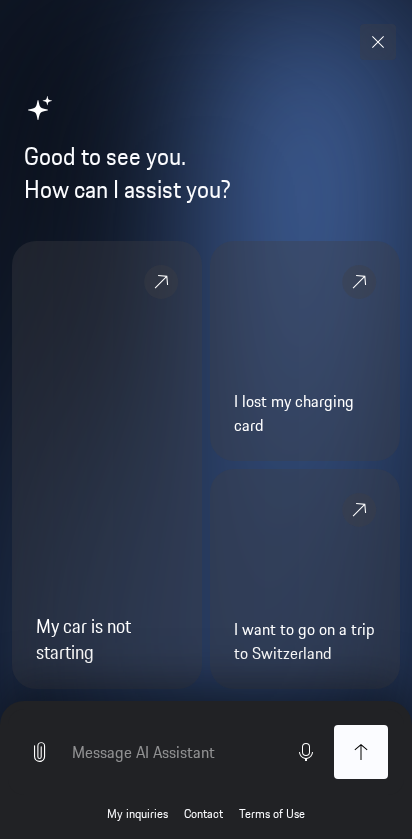 Good to see you.
How can I assist you?
I lost my charging
card
My car is not
starting
I want to go on a trip
to Switzerland
Message AI Assistant
My inquiries Contact Terms of Use